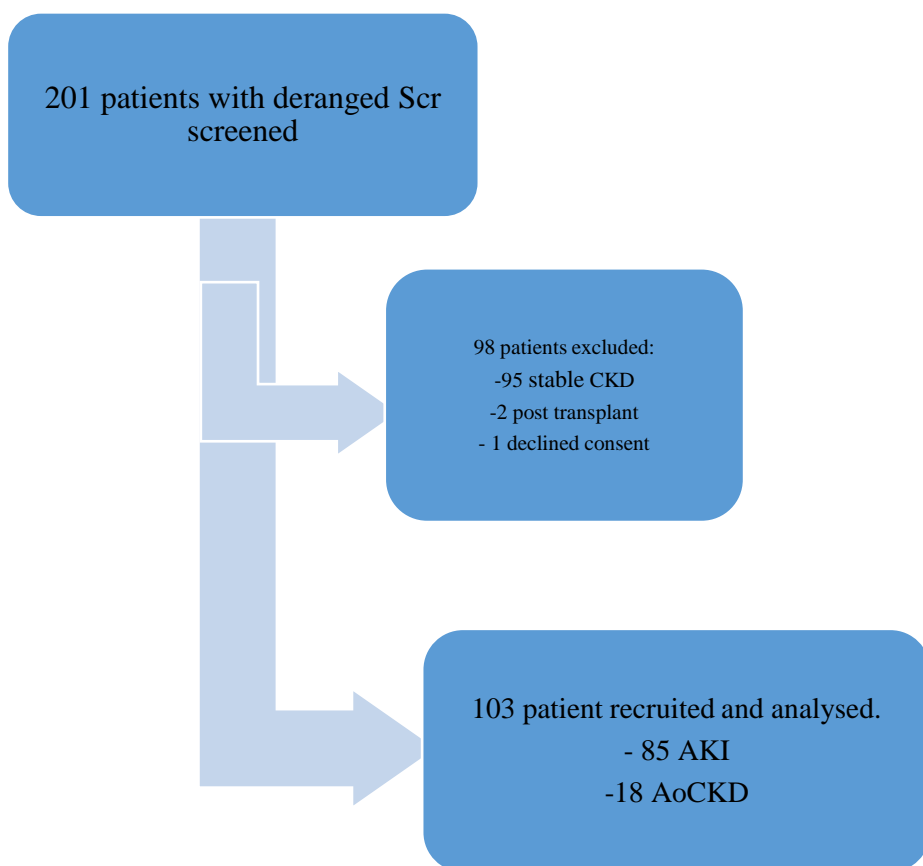 201 patients with deranged Scr
screened
98 patients excluded:
-95 stable CKD
-2 post transplant
- 1 declined consent
103 patient recruited and analysed.
- 85 AKI
-18 AoCKD